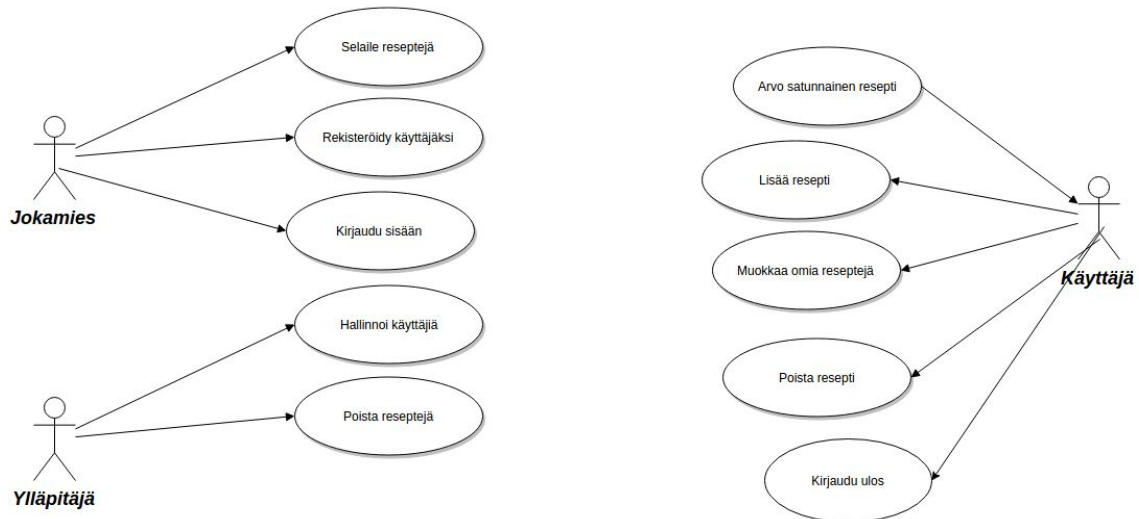 Selaile reseptejä
Rekisteröidy käyttäjäksi
Jokamies
Kirjaudu sisään
Hallinnoi käyttäjiä
Poista reseptejä
Ylläpitäjä
Arvo satunnainen resepti
Lisää resepti
Muokkaa omia reseptejä
Käyttäjä
Poista resepti
Kirjaudu ulos